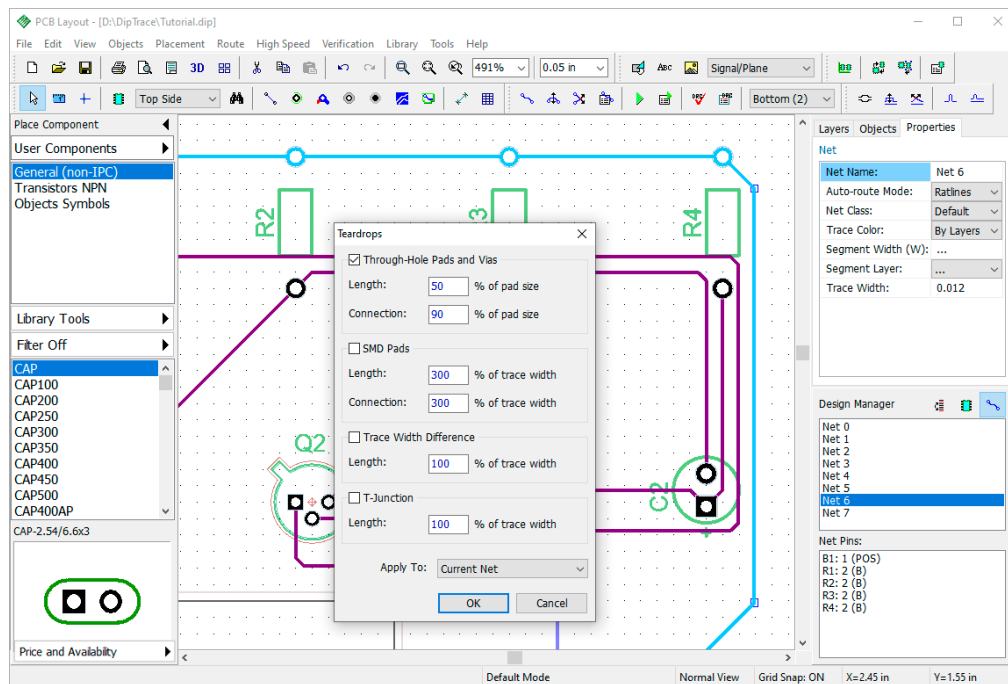 PCB Layout - [D:\DipTrace\Tutorial.dip]
File Edit View Objects Placement Route High Speed Verification Library Tools Help
3D 491% 0.05 in ABC Signal/Plane
Top Side DRV Bottom (2)
Place Component
User Components
General (non-IPC)
Transistors NPN
Objects Symbols
Library Tools
Filter Off
CAP
CAP100
CAP200
CAP250
CAP300
CAP350
CAP400
CAP450
CAP500
CAP400AP
CAP-2.54/6.6x3
Price and Availability
R2
3
R4
Q2
C2
+
Teardrops
Through-Hole Pads and Vias
Length: 50 % of pad size
Connection: 90 % of pad size
SMD Pads
Length: 300 % of trace width
Connection: 300 % of trace width
Trace Width Difference
Length: 100 % of trace width
T-Junction
Length: 100 % of trace width
Apply To: Current Net
OK Cancel
Layers Objects Properties
Net
Net Name: Net 6
Auto-route Mode: Ratlines
Net Class: Default
Trace Color: By Layers
Segment Width (W): ...
Segment Layer: ...
Trace Width: 0.012
Design Manager
Net 0
Net 1
Net 2
Net 3
Net 4
Net 5
Net 6
Net 7
Net Pins:
B1: 1 (POS)
R1: 2 (B)
R2: 2 (B)
R3: 2 (B)
R4: 2 (B)
Default Mode Normal View Grid Snap: ON X=2.45 in Y=1.55 in